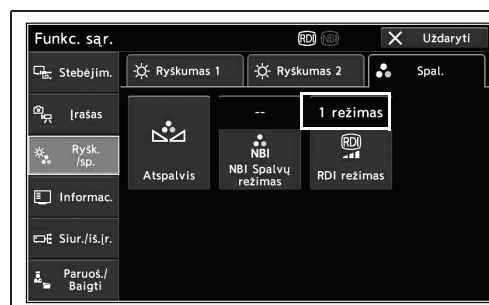 Funkc. sąr.
RDI NBI
Uždaryti
Stebėjim.
Ryškumas 1
Ryškumas 2
Spal.
Įrašas
--
1 režimas
Ryšk.
/sp.
Atspalvis
NBI
NBI Spalvų
režimas
RDI
RDI režimas
Informac.
Siur./iš.įr.
Paruoš./
Baigti